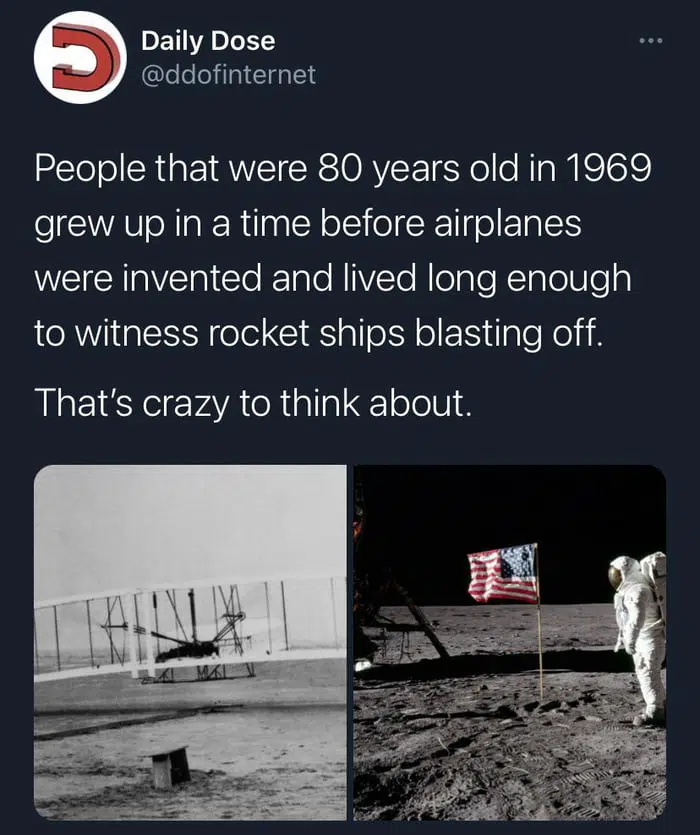 Daily Dose
@ddofinternet
People that were 80 years old in 1969
grew up in a time before airplanes
were invented and lived long enough
to witness rocket ships blasting off.
That's crazy to think about.